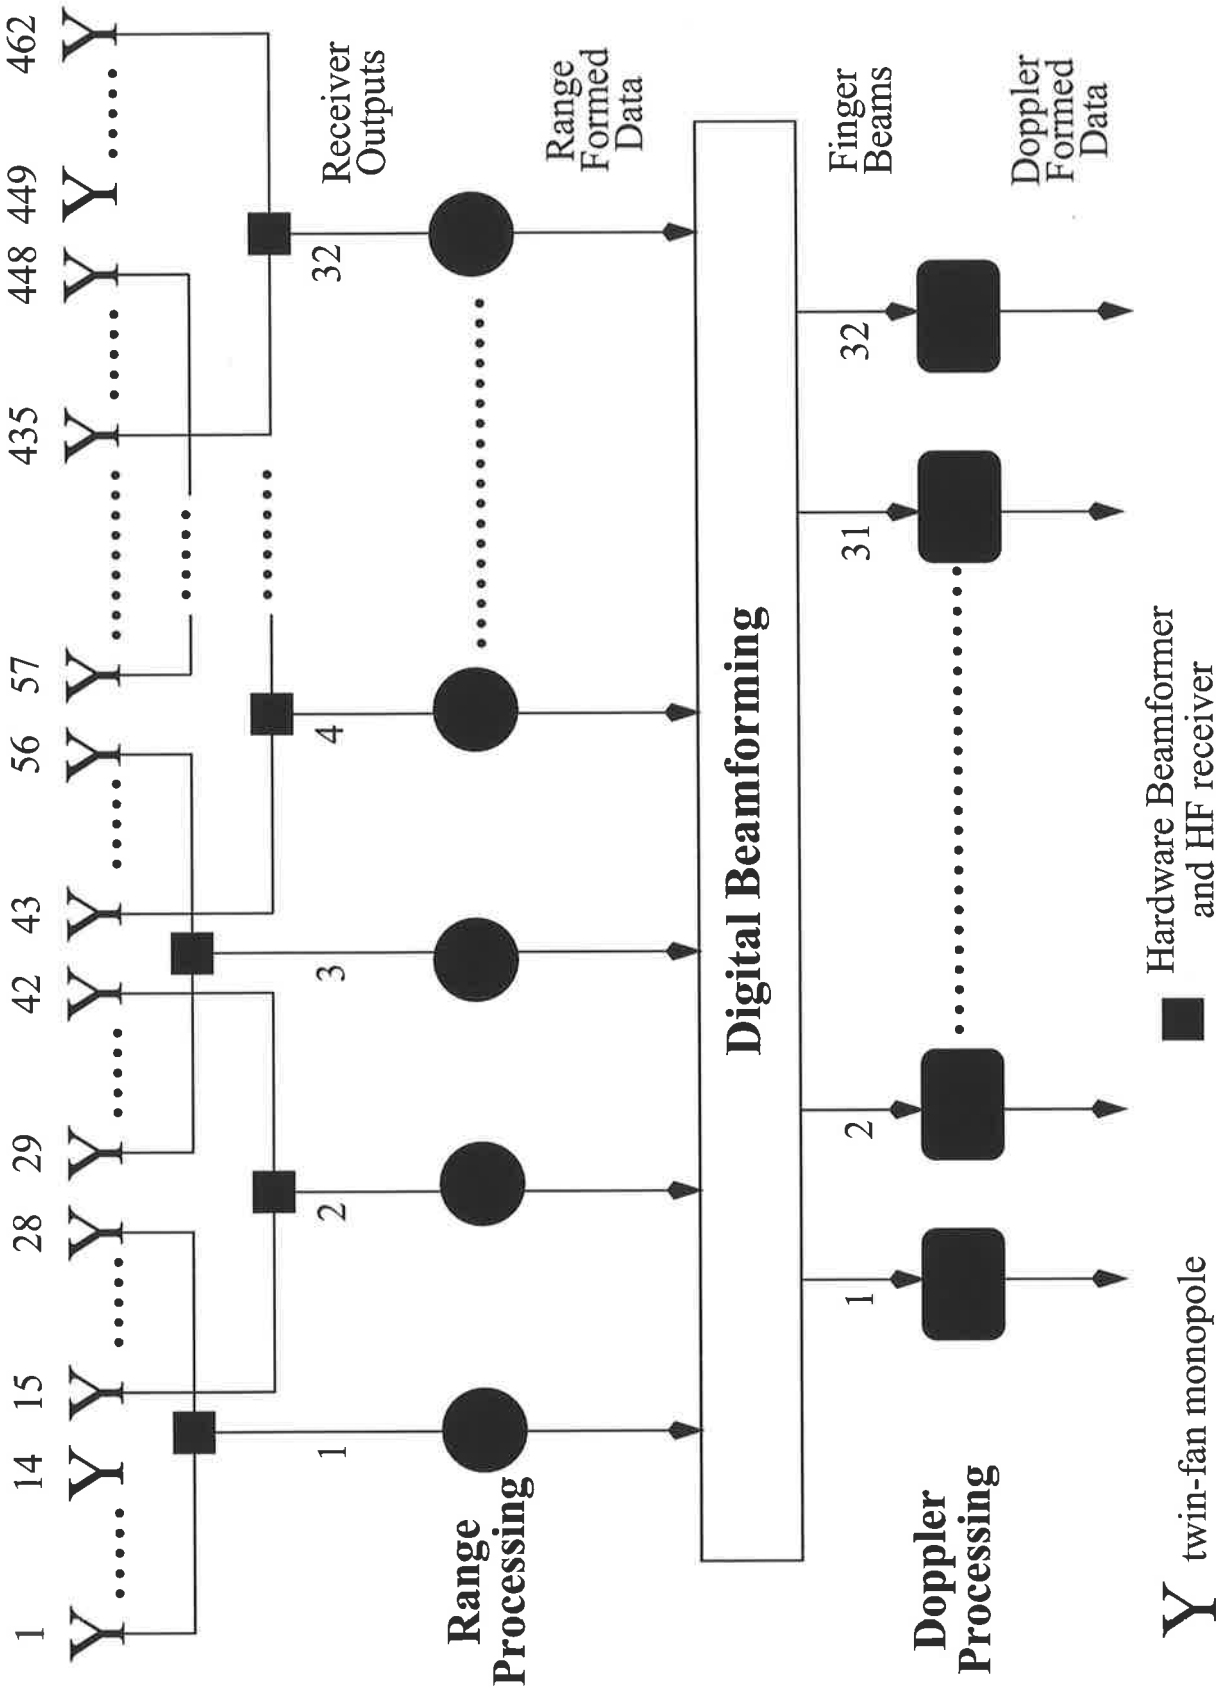 1 14 15 28 29 42 43 56 57 435 448 449 462
Receiver
Outputs
1 2 3 4 32
Range
Processing
Range
Formed
Data
Digital Beamforming
Finger
Beams
1 2 31 32
Doppler
Processing
Doppler
Formed
Data
twin-fan monopole
Hardware Beamformer
and HF receiver